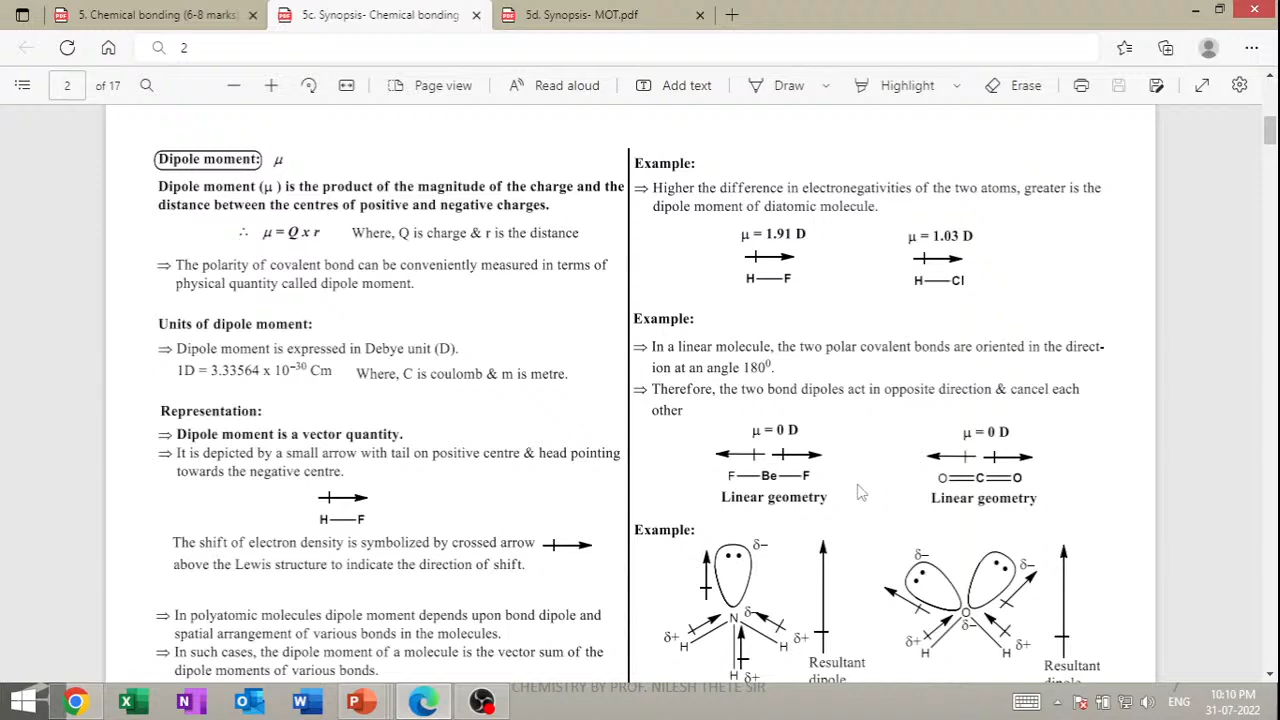 5. Chemical bonding (6-8 marks)
5c. Synopsis- Chemical bonding
5d. Synopsis- MOT.pdf
2
2 of 17
Page view
Read aloud
Add text
Draw
Highlight
Erase
Dipole moment: μ
Dipole moment (μ ) is the product of the magnitude of the charge and the
distance between the centres of positive and negative charges.
∴ μ = Q x r Where, Q is charge & r is the distance
⇒ The polarity of covalent bond can be conveniently measured in terms of
physical quantity called dipole moment.
Units of dipole moment:
⇒ Dipole moment is expressed in Debye unit (D).
1D = 3.33564 x 10⁻³⁰ Cm Where, C is coulomb & m is metre.
Representation:
⇒ Dipole moment is a vector quantity.
⇒ It is depicted by a small arrow with tail on positive centre & head pointing
towards the negative centre.
H—F
The shift of electron density is symbolized by crossed arrow
above the Lewis structure to indicate the direction of shift.
⇒ In polyatomic molecules dipole moment depends upon bond dipole and
spatial arrangement of various bonds in the molecules.
⇒ In such cases, the dipole moment of a molecule is the vector sum of the
dipole moments of various bonds.
Example:
⇒ Higher the difference in electronegativities of the two atoms, greater is the
dipole moment of diatomic molecule.
μ = 1.91 D μ = 1.03 D
H—F H—Cl
Example:
⇒ In a linear molecule, the two polar covalent bonds are oriented in the direct-
ion at an angle 180⁰.
⇒ Therefore, the two bond dipoles act in opposite direction & cancel each
other
μ = 0 D μ = 0 D
F—Be—F O=C=O
Linear geometry Linear geometry
Example:
δ− δ− δ−
N δ− O
δ+ δ+ δ+ δ− δ+
H H H H
H δ+
Resultant Resultant
dipole dipole
CHEMISTRY BY PROF. NILESH THETE SIR
7
ENG
10:10 PM
31-07-2022